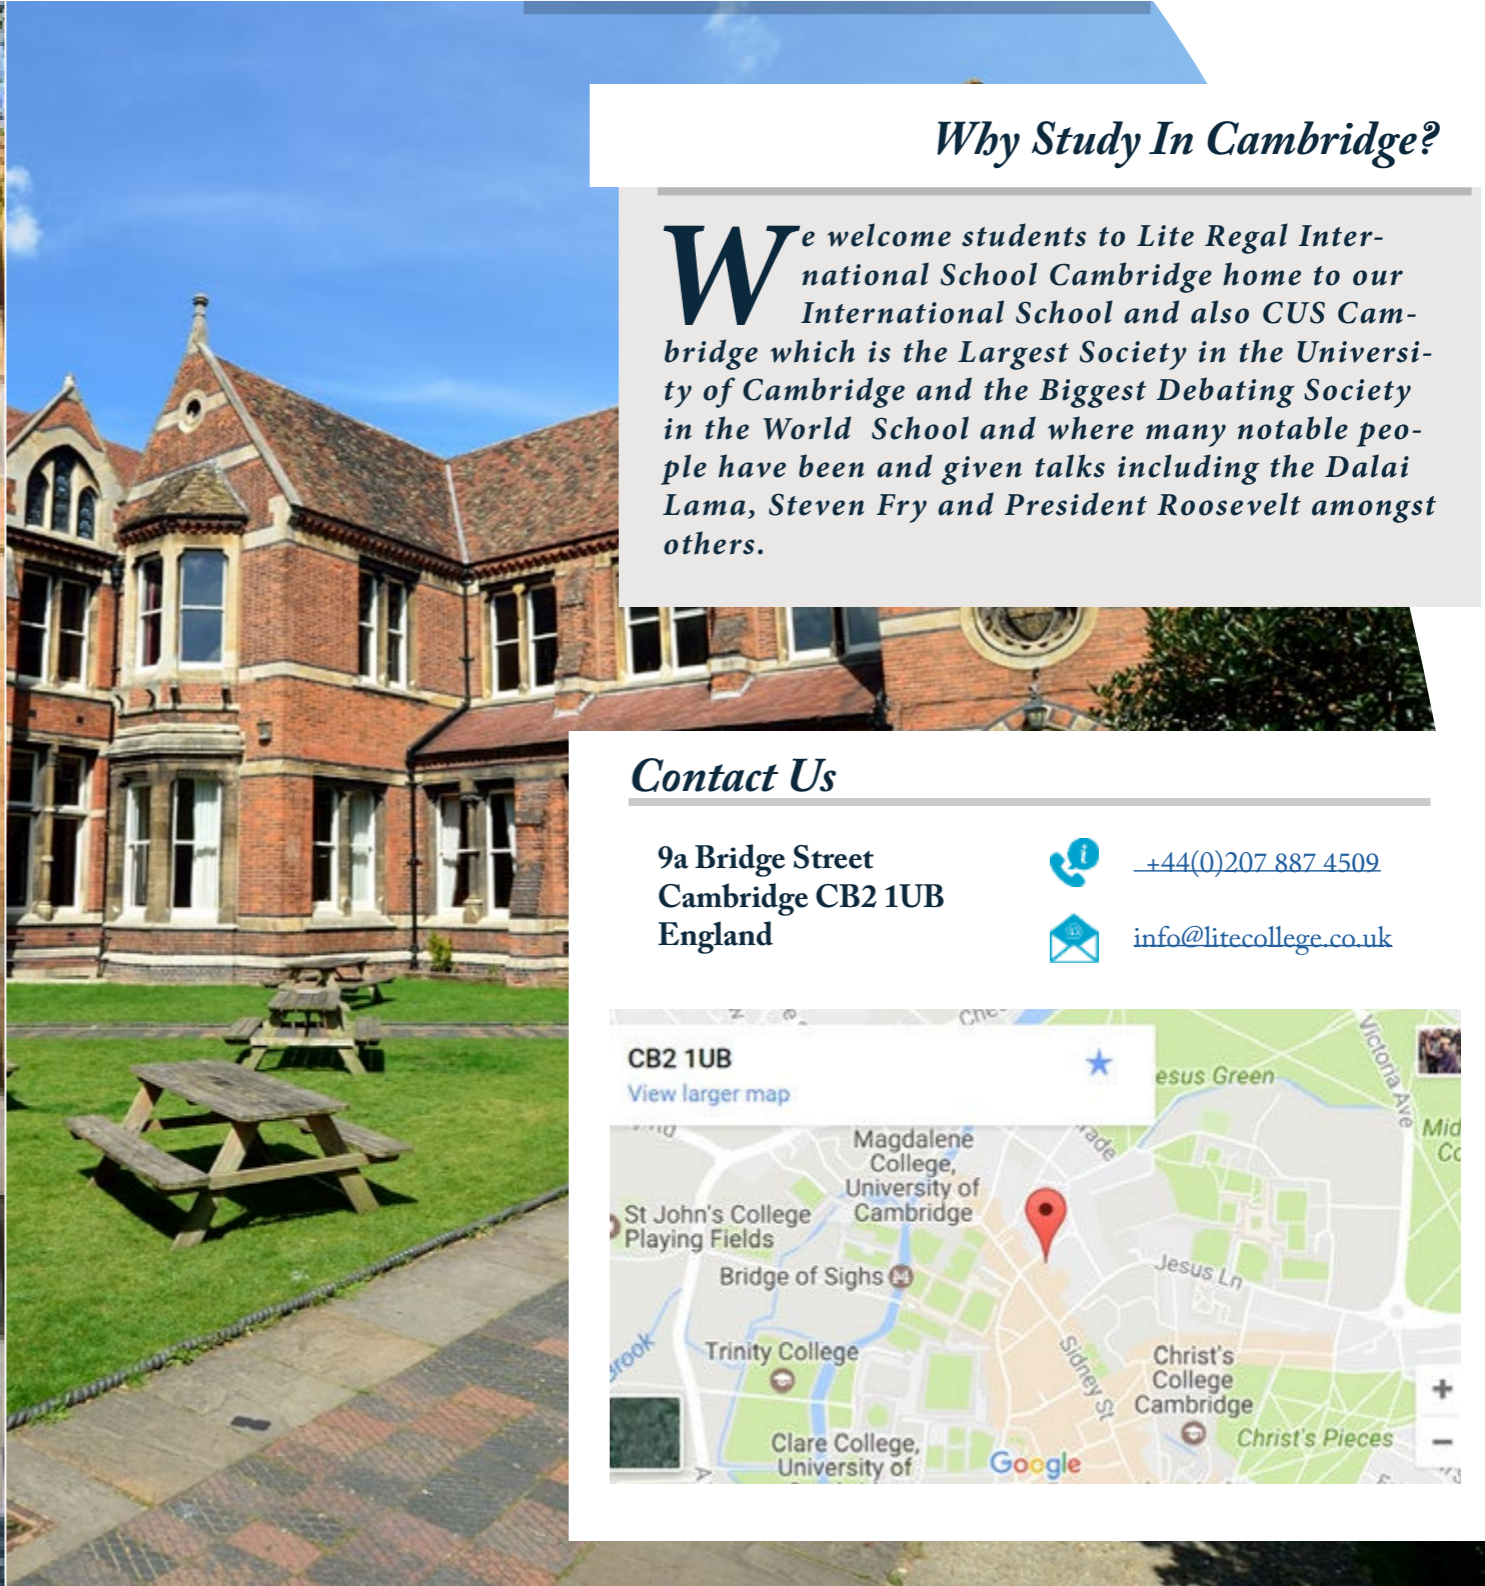 Why Study In Cambridge?
We welcome students to Lite Regal Inter-
national School Cambridge home to our
International School and also CUS Cam-
bridge which is the Largest Society in the Universi-
ty of Cambridge and the Biggest Debating Society
in the World  School and where many notable peo-
ple have been and given talks including the Dalai
Lama, Steven Fry and President Roosevelt amongst
others.
Contact Us
9a Bridge Street
Cambridge CB2 1UB
England
+44(0)207 887 4509
info@litecollege.co.uk
CB2 1UB
View larger map
esus Green
Victoria Ave
Mid
Magdalene
College,
University of
Cambridge
St John's College
Playing Fields
Bridge of Sighs
Jesus Ln
Trinity College
Sidney St
Christ's
College
Cambridge
Christ's Pieces
Clare College,
University of
Google